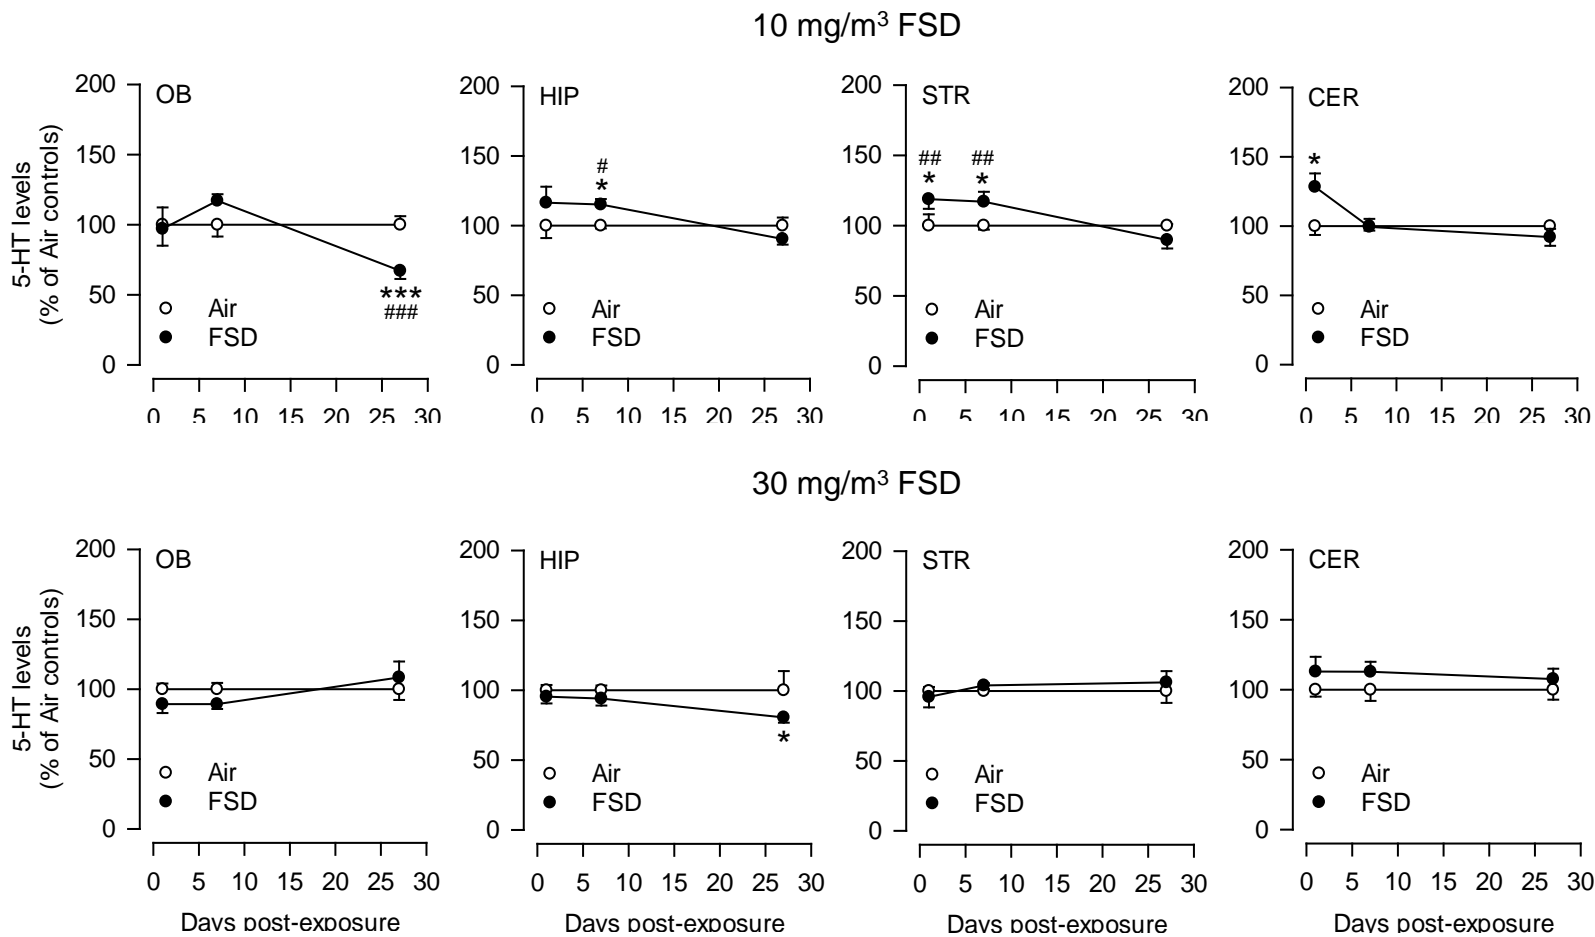 10 mg/m³ FSD
OB
HIP
STR
CER
200
150
100
50
0
200
150
100
50
0
200
150
100
50
0
200
150
100
50
0
5-HT levels
(% of Air controls)
***
###
#
*
##
*
##
*
*
Air
FSD
Air
FSD
Air
FSD
Air
FSD
0 5 10 15 20 25 30
0 5 10 15 20 25 30
0 5 10 15 20 25 30
0 5 10 15 20 25 30
30 mg/m³ FSD
OB
HIP
STR
CER
200
150
100
50
0
200
150
100
50
0
200
150
100
50
0
200
150
100
50
0
5-HT levels
(% of Air controls)
*
Air
FSD
Air
FSD
Air
FSD
Air
FSD
0 5 10 15 20 25 30
0 5 10 15 20 25 30
0 5 10 15 20 25 30
0 5 10 15 20 25 30
Days post-exposure
Days post-exposure
Days post-exposure
Days post-exposure